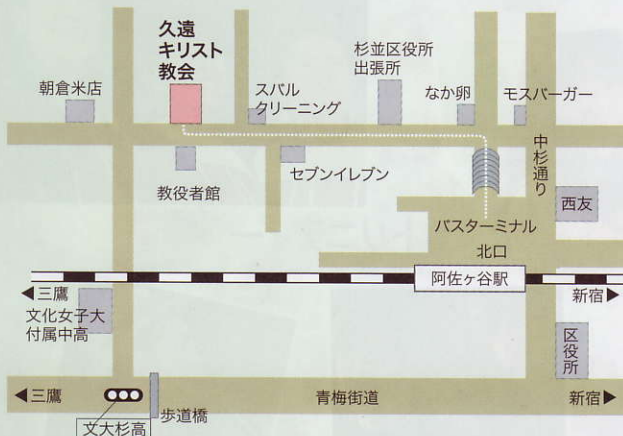 久遠
キリスト
教会
朝倉米店
スバル
クリーニング
杉並区役所
出張所
なか卵
モスバーガー
教役者館
セブンイレブン
中杉通り
西友
バスターミナル
北口
阿佐ヶ谷駅
◀三鷹
新宿▶
文化女子大
付属中高
区役所
◀三鷹
青梅街道
新宿▶
歩道橋
文大杉高